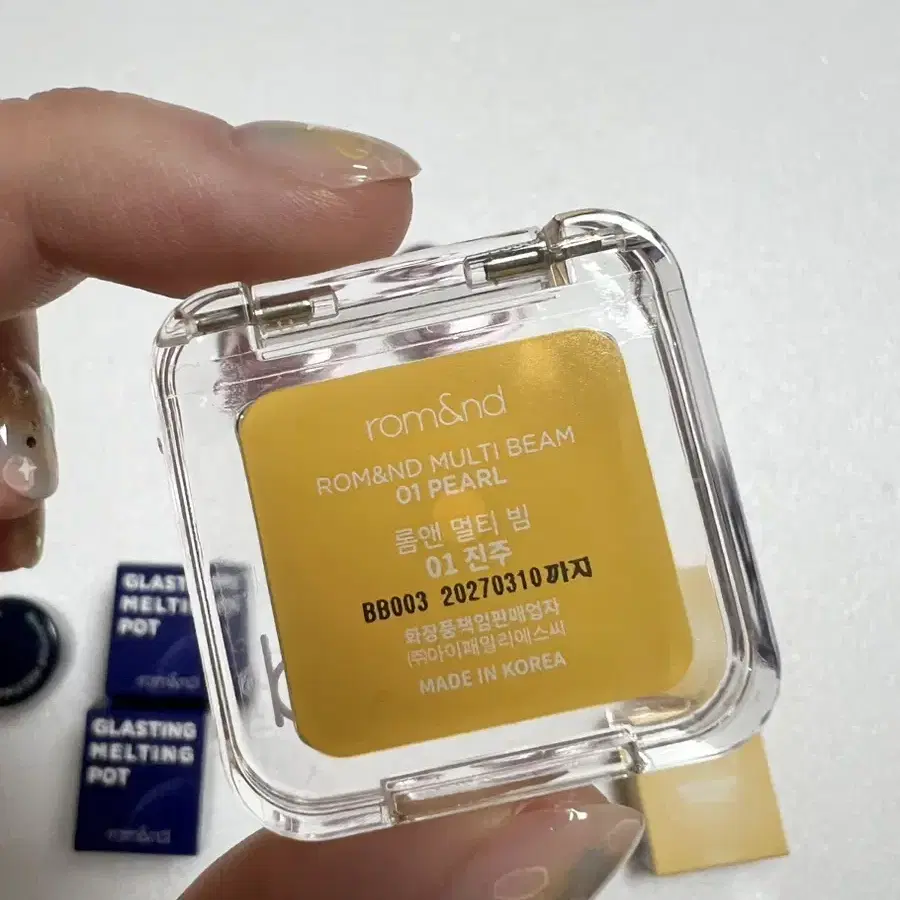 rom&nd
ROM&ND MULTI BEAM
01 PEARL
롬앤 멀티 빔
01 진주
BB003 20270310까지
화장품책임판매업자
㈜아이패밀리에스씨
MADE IN KOREA
GLASTING
MELTING
POT
rom&nd
GLASTING
MELTING
POT
rom&nd